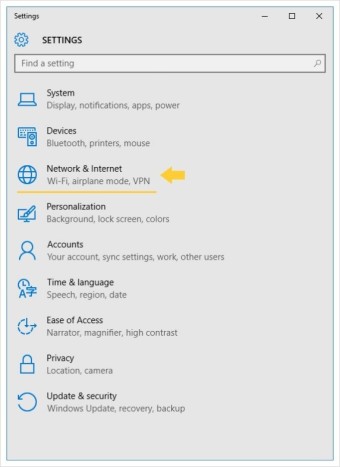 Settings
SETTINGS
Find a setting
System
Display, notifications, apps, power
Devices
Bluetooth, printers, mouse
Network & Internet
Wi-Fi, airplane mode, VPN
Personalization
Background, lock screen, colors
Accounts
Your account, sync settings, work, other users
Time & language
Speech, region, date
Ease of Access
Narrator, magnifier, high contrast
Privacy
Location, camera
Update & security
Windows Update, recovery, backup